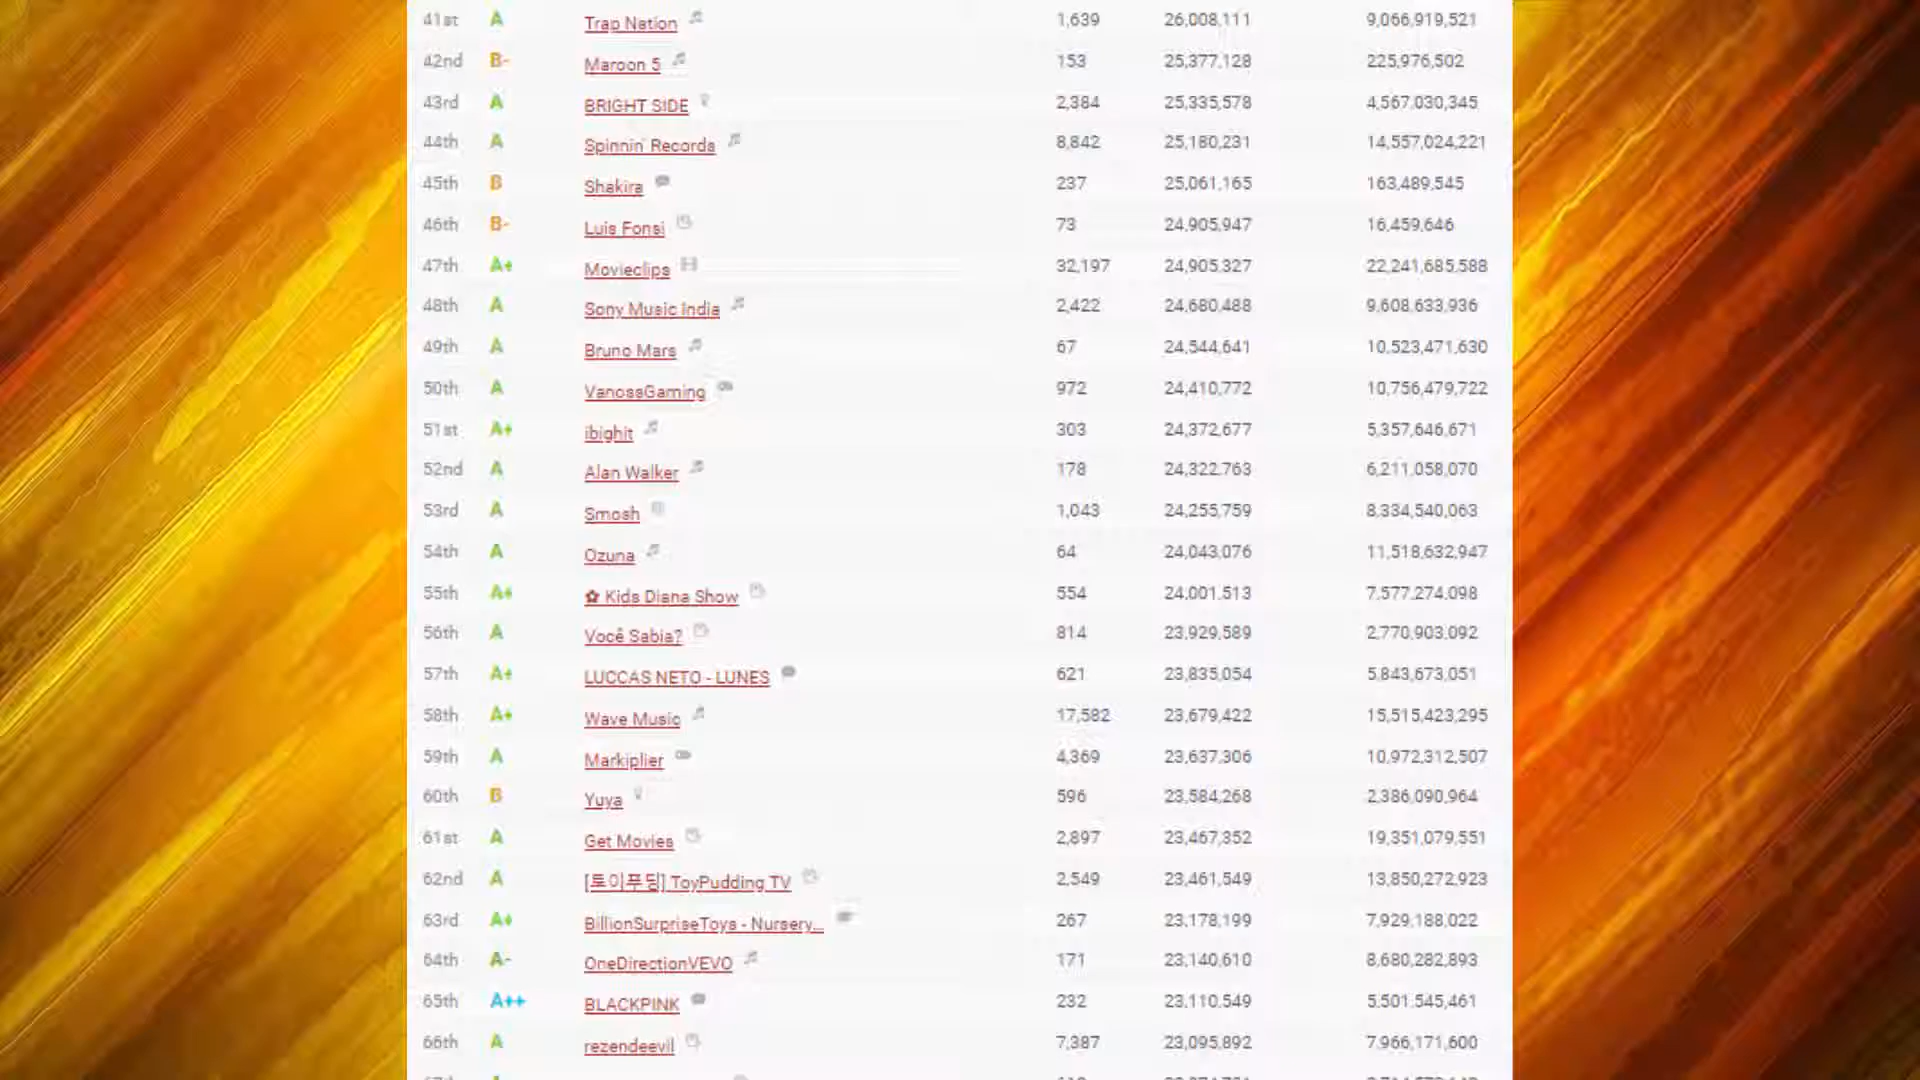 41st A Trap Nation 1,639 26,008,111 9,066,919,521
42nd B- Maroon 5 153 25,377,128 225,976,502
43rd A BRIGHT SIDE 2,384 25,335,578 4,567,030,345
44th A Spinnin' Records 8,842 25,180,231 14,557,024,221
45th B Shakira 237 25,061,165 163,489,545
46th B- Luis Fonsi 73 24,905,947 16,459,646
47th A+ Movieclips 32,197 24,905,327 22,241,685,588
48th A Sony Music India 2,422 24,680,488 9,608,633,936
49th A Bruno Mars 67 24,544,641 10,523,471,630
50th A VanossGaming 972 24,410,772 10,756,479,722
51st A+ ibighit 303 24,372,677 5,357,646,671
52nd A Alan Walker 178 24,322,763 6,211,058,070
53rd A Smosh 1,043 24,255,759 8,334,540,063
54th A Ozuna 64 24,043,076 11,518,632,947
55th A+ ✿ Kids Diana Show 554 24,001,513 7,577,274,098
56th A Você Sabia? 814 23,929,589 2,770,903,092
57th A+ LUCCAS NETO - LUNES 621 23,835,054 5,843,673,051
58th A+ Wave Music 17,582 23,679,422 15,515,423,295
59th A Markiplier 4,369 23,637,306 10,972,312,507
60th B Yuya 596 23,584,268 2,386,090,964
61st A Get Movies 2,897 23,467,352 19,351,079,551
62nd A [토이푸딩] ToyPudding TV 2,549 23,461,549 13,850,272,923
63rd A+ BillionSurpriseToys - Nursery... 267 23,178,199 7,929,188,022
64th A- OneDirectionVEVO 171 23,140,610 8,680,282,893
65th A++ BLACKPINK 232 23,110,549 5,501,545,461
66th A rezendeevil 7,387 23,095,892 7,966,171,600